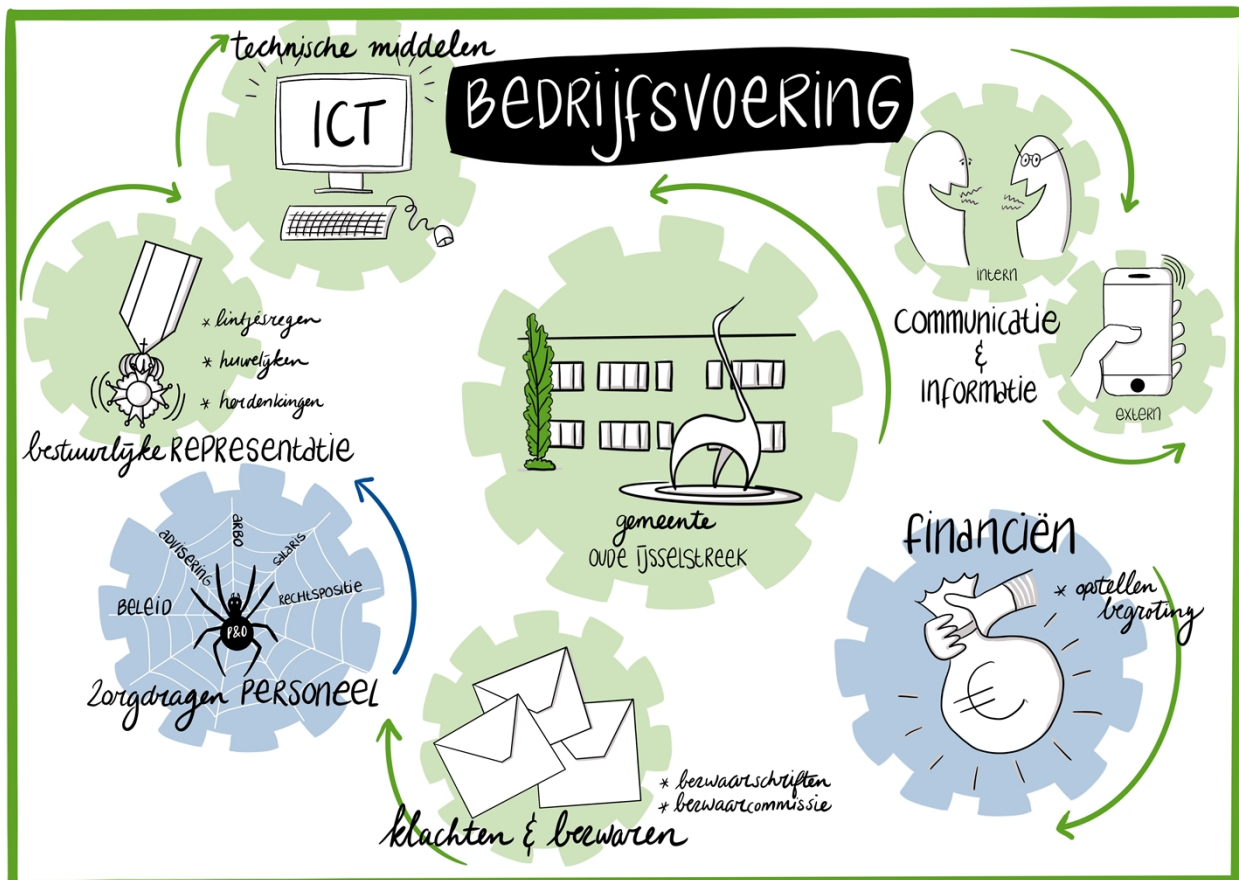 technische middelen
ICT
BEDRIJFSVOERING
intern
communicatie
&
informatie
extern
* lintjesregen
* huwelijken
* herdenkingen
bestuurlijke REPRESENTATIE
gemeente
OUDE IJSSELSTREEK
ADVISERING
ARBO
SALARIS
BELEID
RECHTSPOSITIE
P&O
Zorgdragen PERSONEEL
financiën
* opstellen
begroting
€
* bezwaarschriften
* bezwaarcommissie
klachten & bezwaren